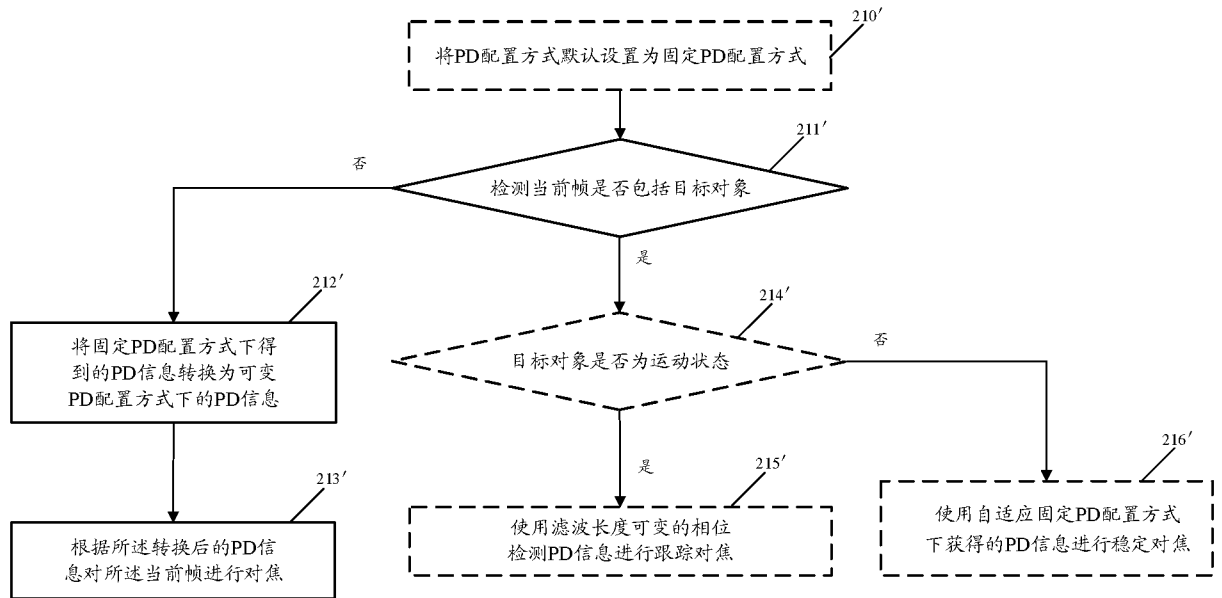 210′
将PD配置方式默认设置为固定PD配置方式
211′
否
检测当前帧是否包括目标对象
是
212′
214′
将固定PD配置方式下得
到的PD信息转换为可变
PD配置方式下的PD信息
目标对象是否为运动状态
否
是
213′
215′
216′
根据所述转换后的PD信
息对所述当前帧进行对焦
使用滤波长度可变的相位
检测PD信息进行跟踪对焦
使用自适应固定PD配置方式
下获得的PD信息进行稳定对焦